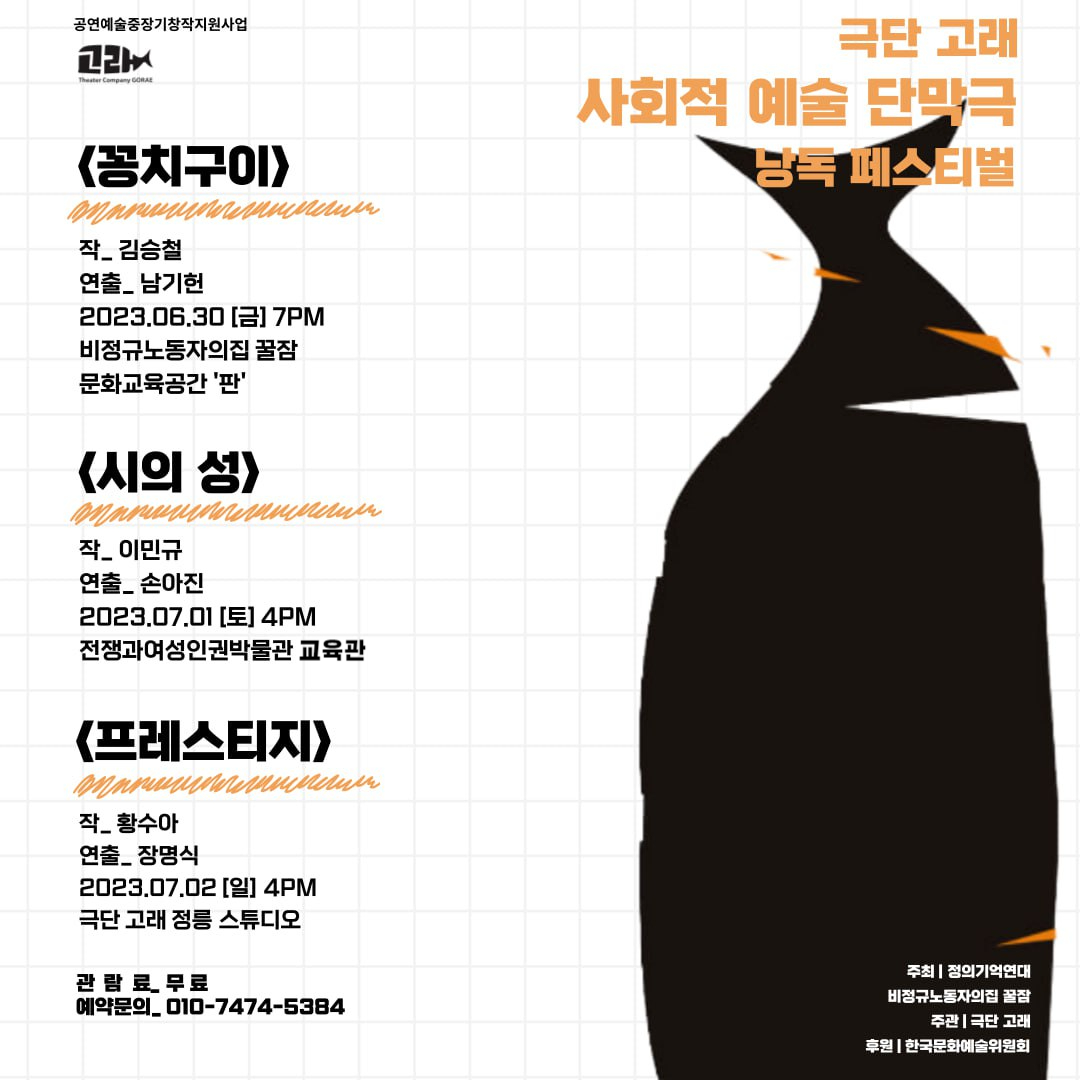 공연예술중장기창작지원사업
고래
Theater Company GORAE
극단 고래
사회적 예술 단막극
낭독 페스티벌
〈꽁치구이〉
작_ 김승철
연출_ 남기헌
2023.06.30 [금] 7PM
비정규노동자의집 꿀잠
문화교육공간 '판'
〈시의 성〉
작_ 이민규
연출_ 손아진
2023.07.01 [토] 4PM
전쟁과여성인권박물관 교육관
〈프레스티지〉
작_ 황수아
연출_ 장명식
2023.07.02 [일] 4PM
극단 고래 정릉 스튜디오
관 람 료_ 무료
예약문의_ 010-7474-5384
주최 | 정의기억연대
비정규노동자의집 꿀잠
주관 | 극단 고래
후원 | 한국문화예술위원회